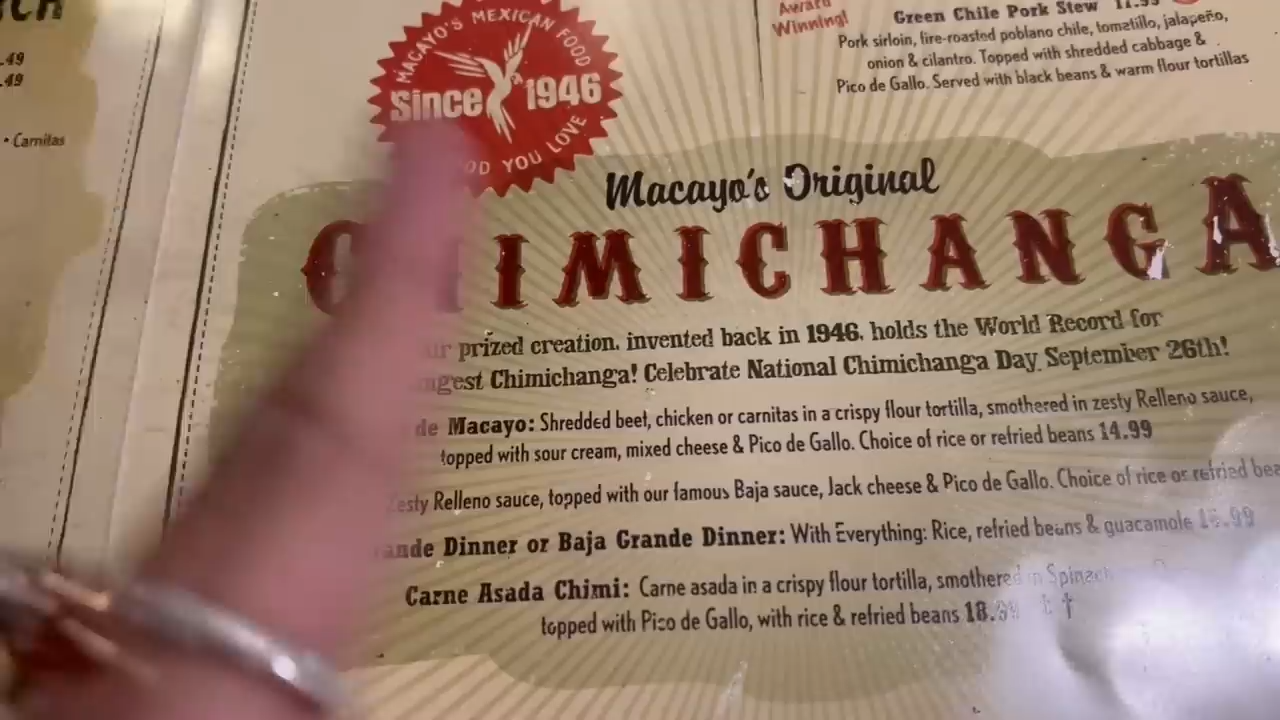 .49
.49
• Carnitas
MACAYO'S MEXICAN FOOD
Since 1946
YOU LOVE
Award
Winning!
Green Chile Pork Stew
Pork sirloin, fire-roasted poblano chile, tomatillo, jalapeño,
onion & cilantro. Topped with shredded cabbage &
Pico de Gallo. Served with black beans & warm flour tortillas
Macayo's Original
CHIMICHANGA
prized creation, invented back in 1946, holds the World Record for
Chimichanga! Celebrate National Chimichanga Day September 26th!
de Macayo: Shredded beef, chicken or carnitas in a crispy flour tortilla, smothered in zesty Relleno sauce,
topped with sour cream, mixed cheese & Pico de Gallo. Choice of rice or refried beans 14.99
Zesty Relleno sauce, topped with our famous Baja sauce, Jack cheese & Pico de Gallo. Choice of rice or refried
Dinner or Baja Grande Dinner: With Everything: Rice, refried beans & guacamole
Carne Asada Chimi: Carne asada in a crispy flour tortilla, smothered in Spinach
topped with Pico de Gallo, with rice & refried beans